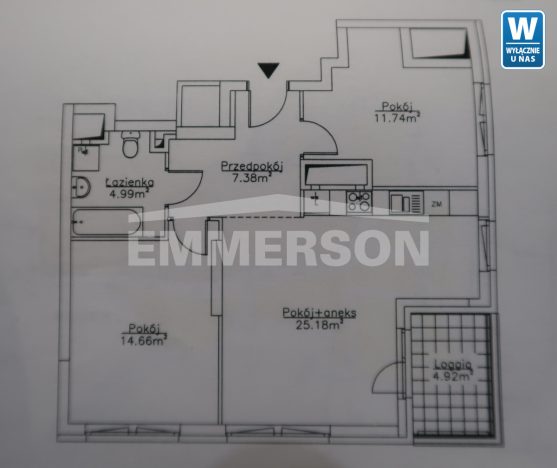 W
WYŁĄCZNIE
U NAS
Pokój
11.74m²
Przedpokój
7.38m²
Łazienka
4.99m²
ZM
EMMERSON
Pokój+aneks
25.18m²
Pokój
14.66m²
Loggia
4.92m²